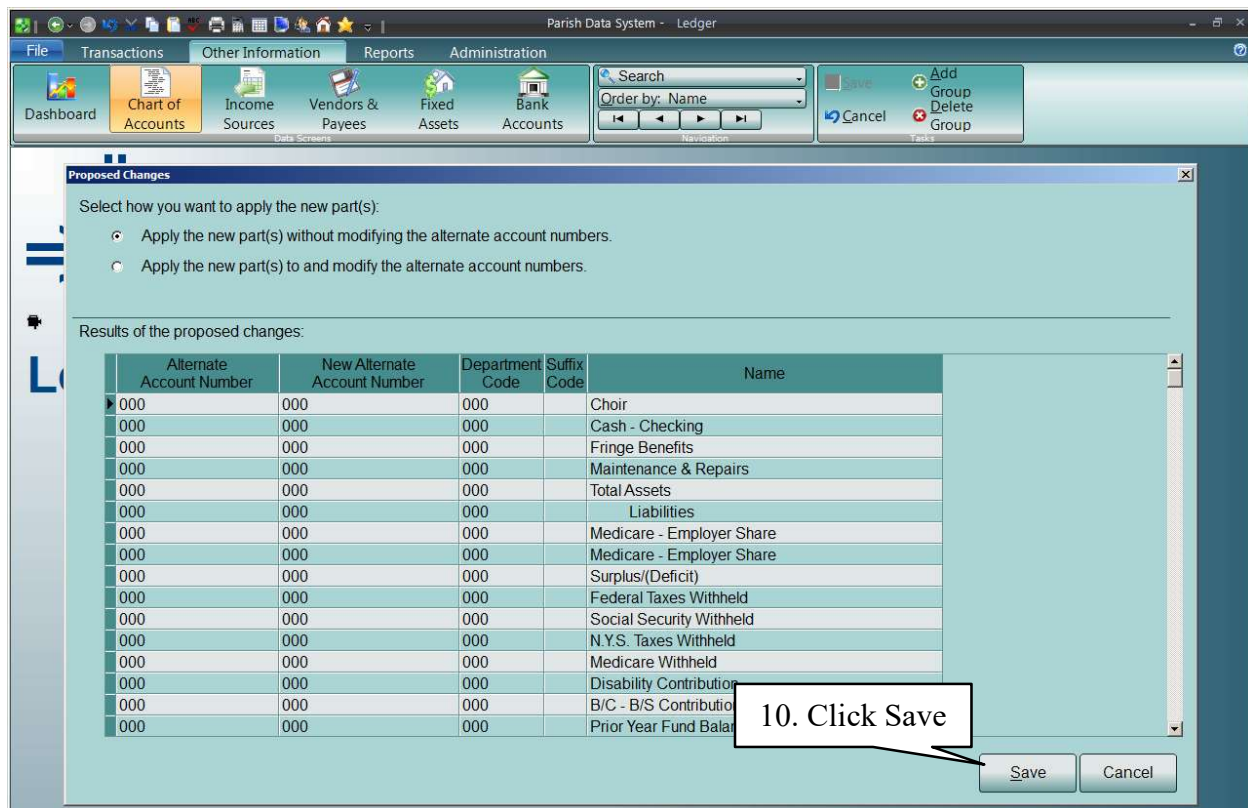 Parish Data System - Ledger
File Transactions Other Information Reports Administration
Dashboard
Chart of
Accounts
Income
Sources
Vendors &
Payees
Fixed
Assets
Bank
Accounts
Data Screens
Search
Order by: Name
Navigation
Save
Cancel
Add
Group
Delete
Group
Tasks
Proposed Changes
Select how you want to apply the new part(s):
Apply the new part(s) without modifying the alternate account numbers.
Apply the new part(s) to and modify the alternate account numbers.
Results of the proposed changes:
Alternate
Account Number
New Alternate
Account Number
Department
Code
Suffix
Code
Name
000 000 000 Choir
000 000 000 Cash - Checking
000 000 000 Fringe Benefits
000 000 000 Maintenance & Repairs
000 000 000 Total Assets
000 000 000 Liabilities
000 000 000 Medicare - Employer Share
000 000 000 Medicare - Employer Share
000 000 000 Surplus/(Deficit)
000 000 000 Federal Taxes Withheld
000 000 000 Social Security Withheld
000 000 000 N.Y.S. Taxes Withheld
000 000 000 Medicare Withheld
000 000 000 Disability Contribution
000 000 000 B/C - B/S Contributio
000 000 000 Prior Year Fund Balan
10. Click Save
Save Cancel